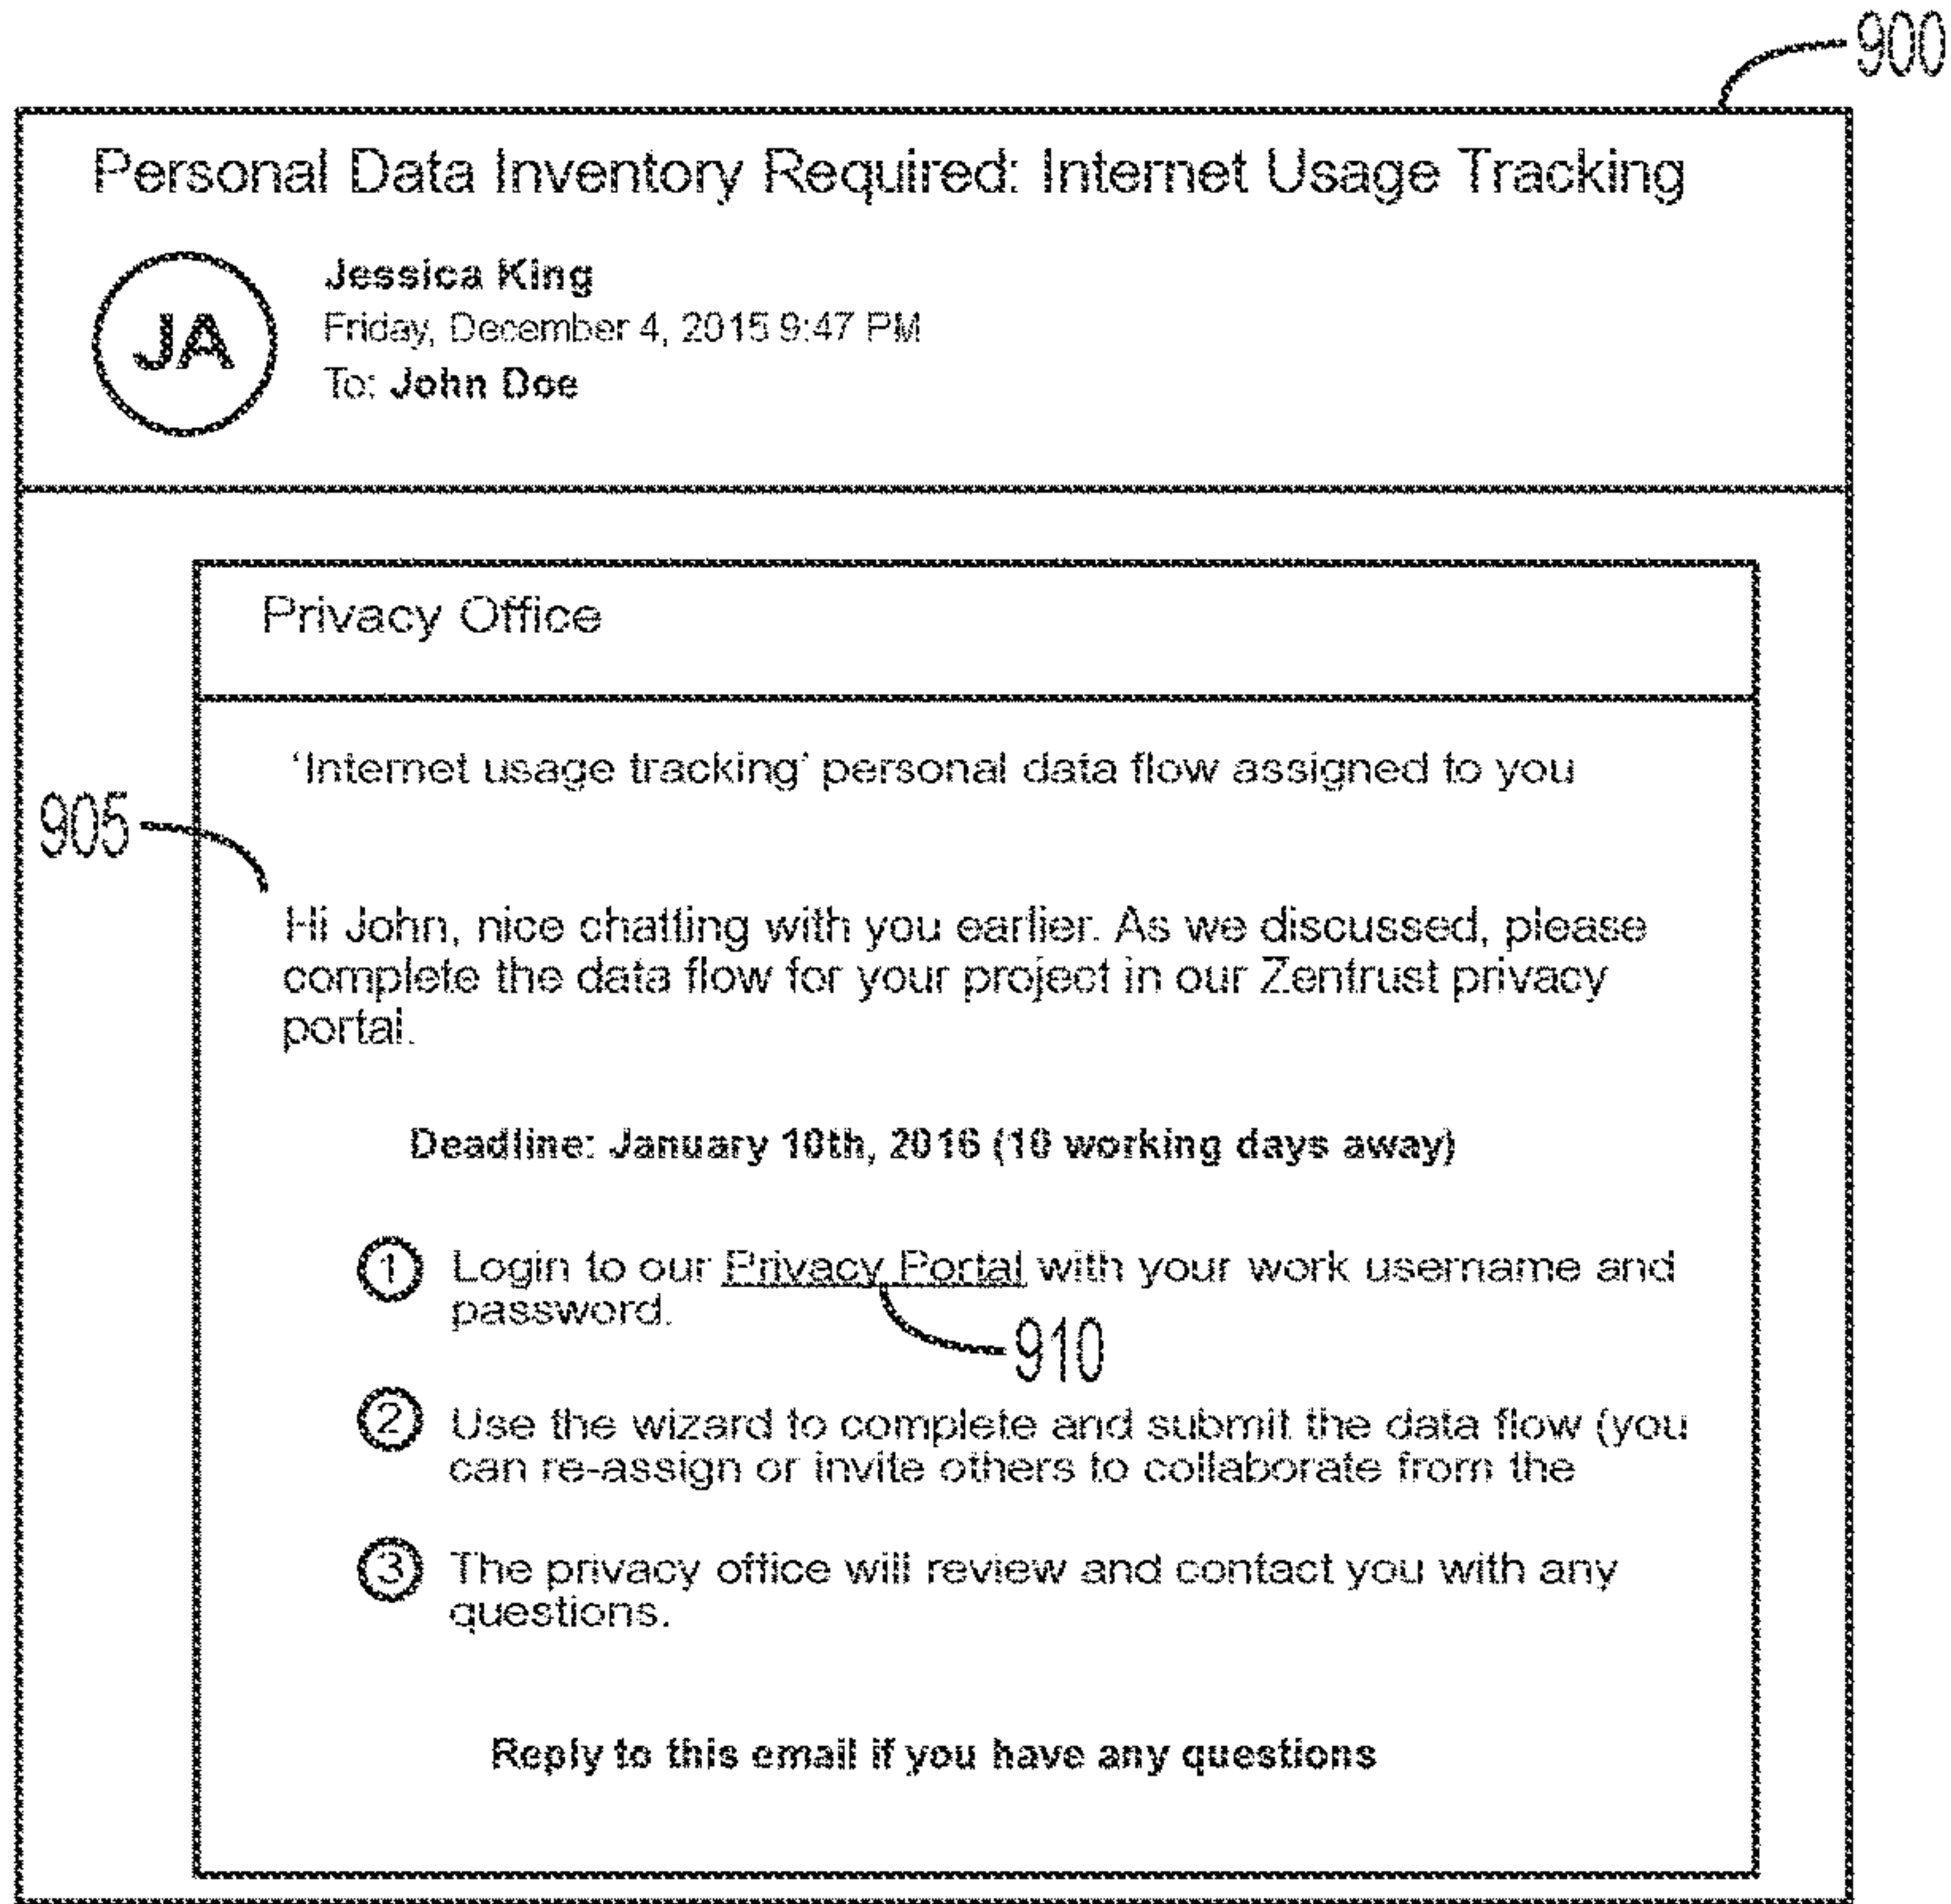 900
Personal Data Inventory Required: Internet Usage Tracking
JA
Jessica King
Friday, December 4, 2015 9:47 PM
To: John Doe
Privacy Office
'Internet usage tracking' personal data flow assigned to you
905
Hi John, nice chatting with you earlier. As we discussed, please
complete the data flow for your project in our Zentrust privacy
portal.
Deadline: January 10th, 2016 (10 working days away)
1 Login to our Privacy Portal with your work username and
password.
910
2 Use the wizard to complete and submit the data flow (you
can re-assign or invite others to collaborate from the
3 The privacy office will review and contact you with any
questions.
Reply to this email if you have any questions